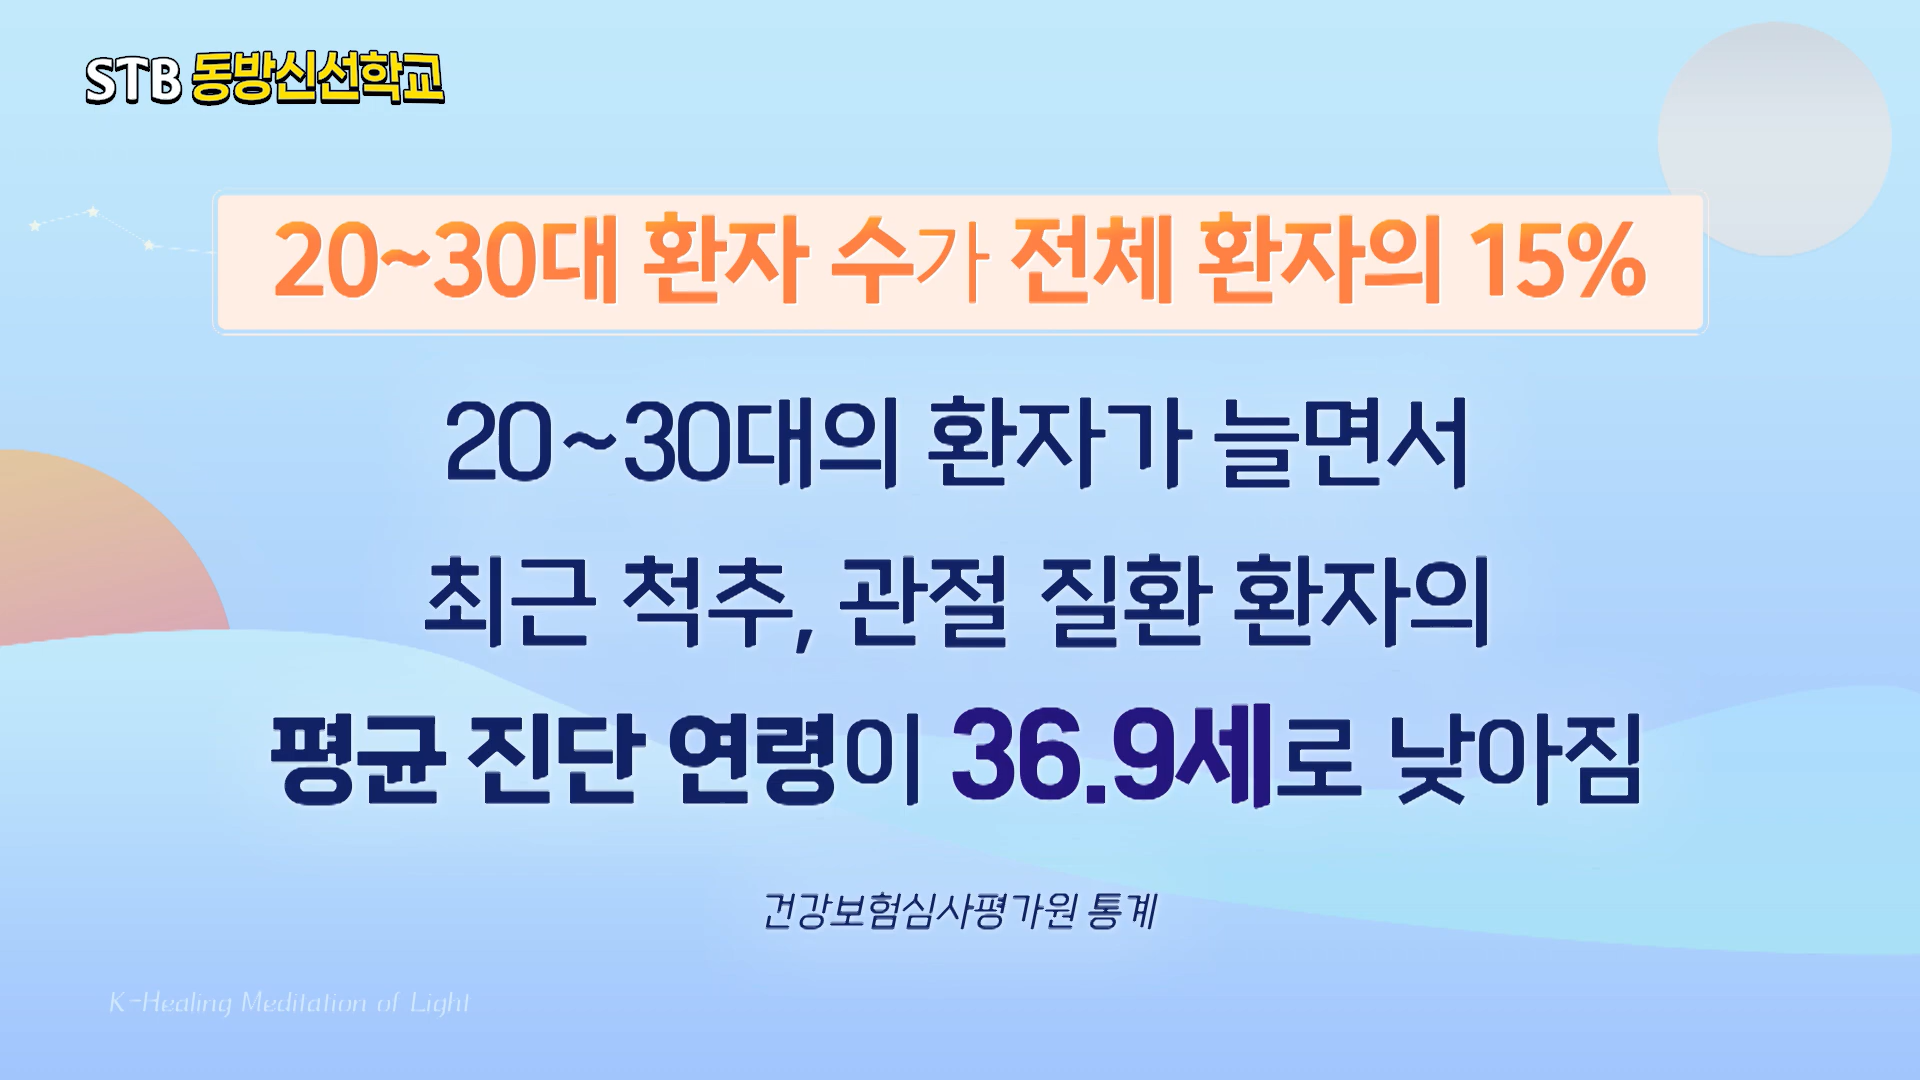 STB 동방신선학교
20~30대 환자 수가 전체 환자의 15%
20~30대의 환자가 늘면서
최근 척추, 관절 질환 환자의
평균 진단 연령이 36.9세로 낮아짐
건강보험심사평가원 통계
K-Healing Meditation of Light